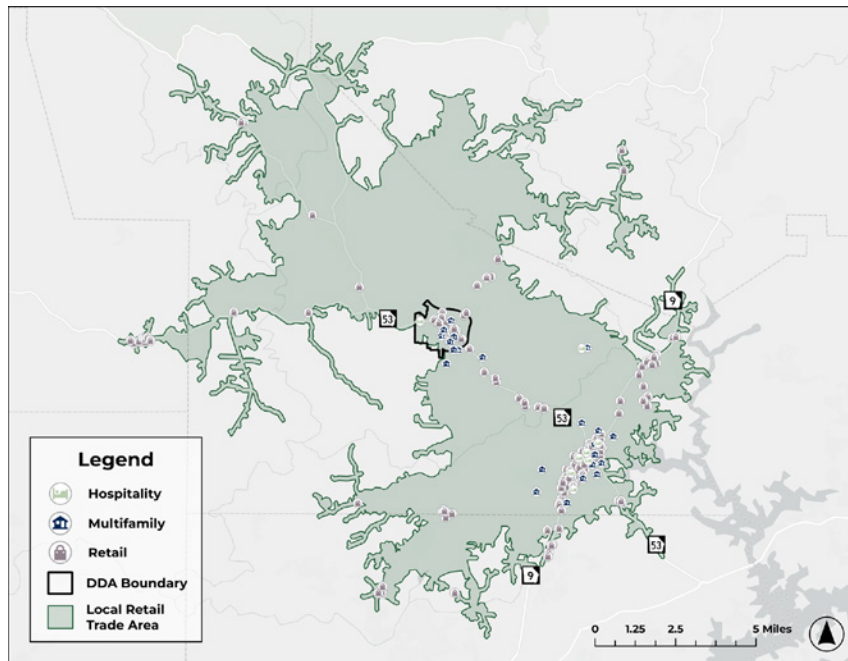 9
53
53
Legend
Hospitality
Multifamily
Retail
DDA Boundary
Local Retail
Trade Area
53
9
0 1.25 2.5 5 Miles